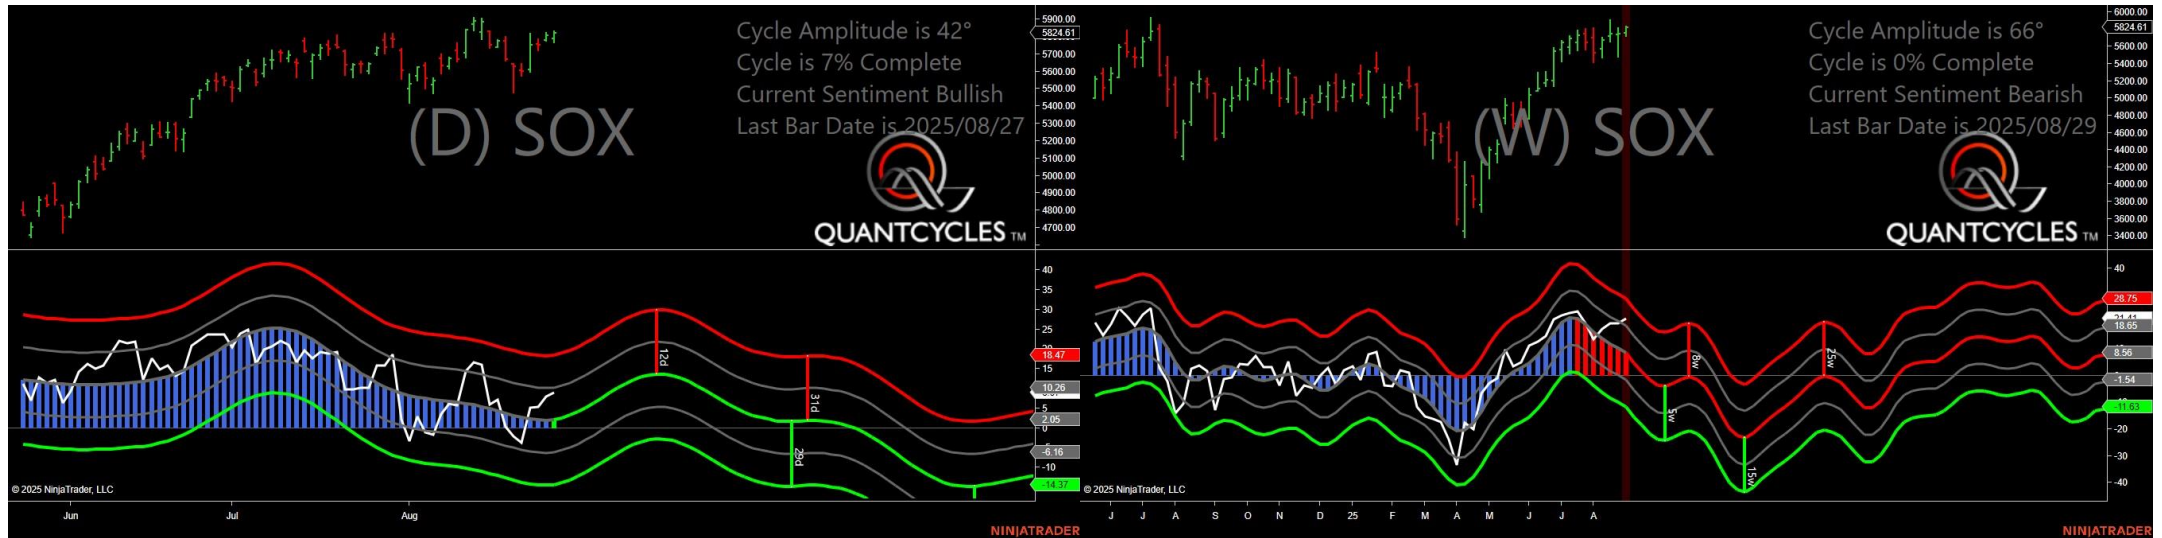 Cycle Amplitude is 42°
Cycle is 7% Complete
Current Sentiment Bullish
Last Bar Date is 2025/08/27
(D) SOX
QUANTCYCLES TM
5900.00
5824.61
5700.00
5600.00
5500.00
5400.00
5300.00
5200.00
5100.00
5000.00
4900.00
4800.00
4700.00
40
35
30
25
18.47
15
10.26
5
2.05
0
-6.16
-10
-14.37
12d
31d
29d
© 2025 NinjaTrader, LLC
Jun Jul Aug
NINJATRADER
Cycle Amplitude is 66°
Cycle is 0% Complete
Current Sentiment Bearish
Last Bar Date is 2025/08/29
(W) SOX
QUANTCYCLES TM
6000.00
5824.61
5600.00
5400.00
5200.00
5000.00
4800.00
4600.00
4400.00
4200.00
4000.00
3800.00
3600.00
3400.00
40
28.75
18.65
8.56
-1.54
-11.63
-20
-30
-40
8w
25w
5w
15w
© 2025 NinjaTrader, LLC
J J A S O N D 25 F M A M J J A
NINJATRADER